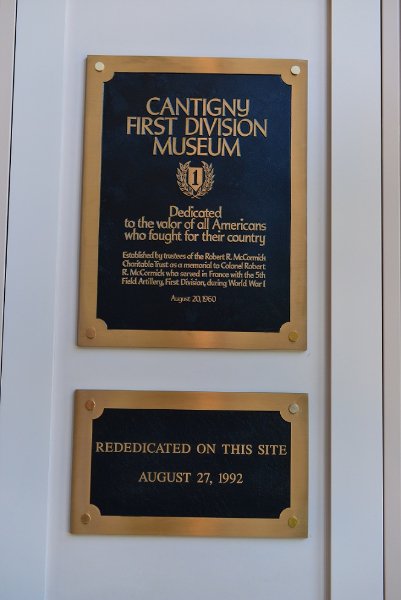 CANTIGNY
FIRST DIVISION
MUSEUM
1
Dedicated
to the valor of all Americans
who fought for their country
Established by trustees of the Robert R. McCormick
Charitable Trust as a memorial to Colonel Robert
R. McCormick who served in France with the 5th
Field Artillery, First Division, during World War I.
August 20, 1960
REDEDICATED ON THIS SITE
AUGUST 27, 1992